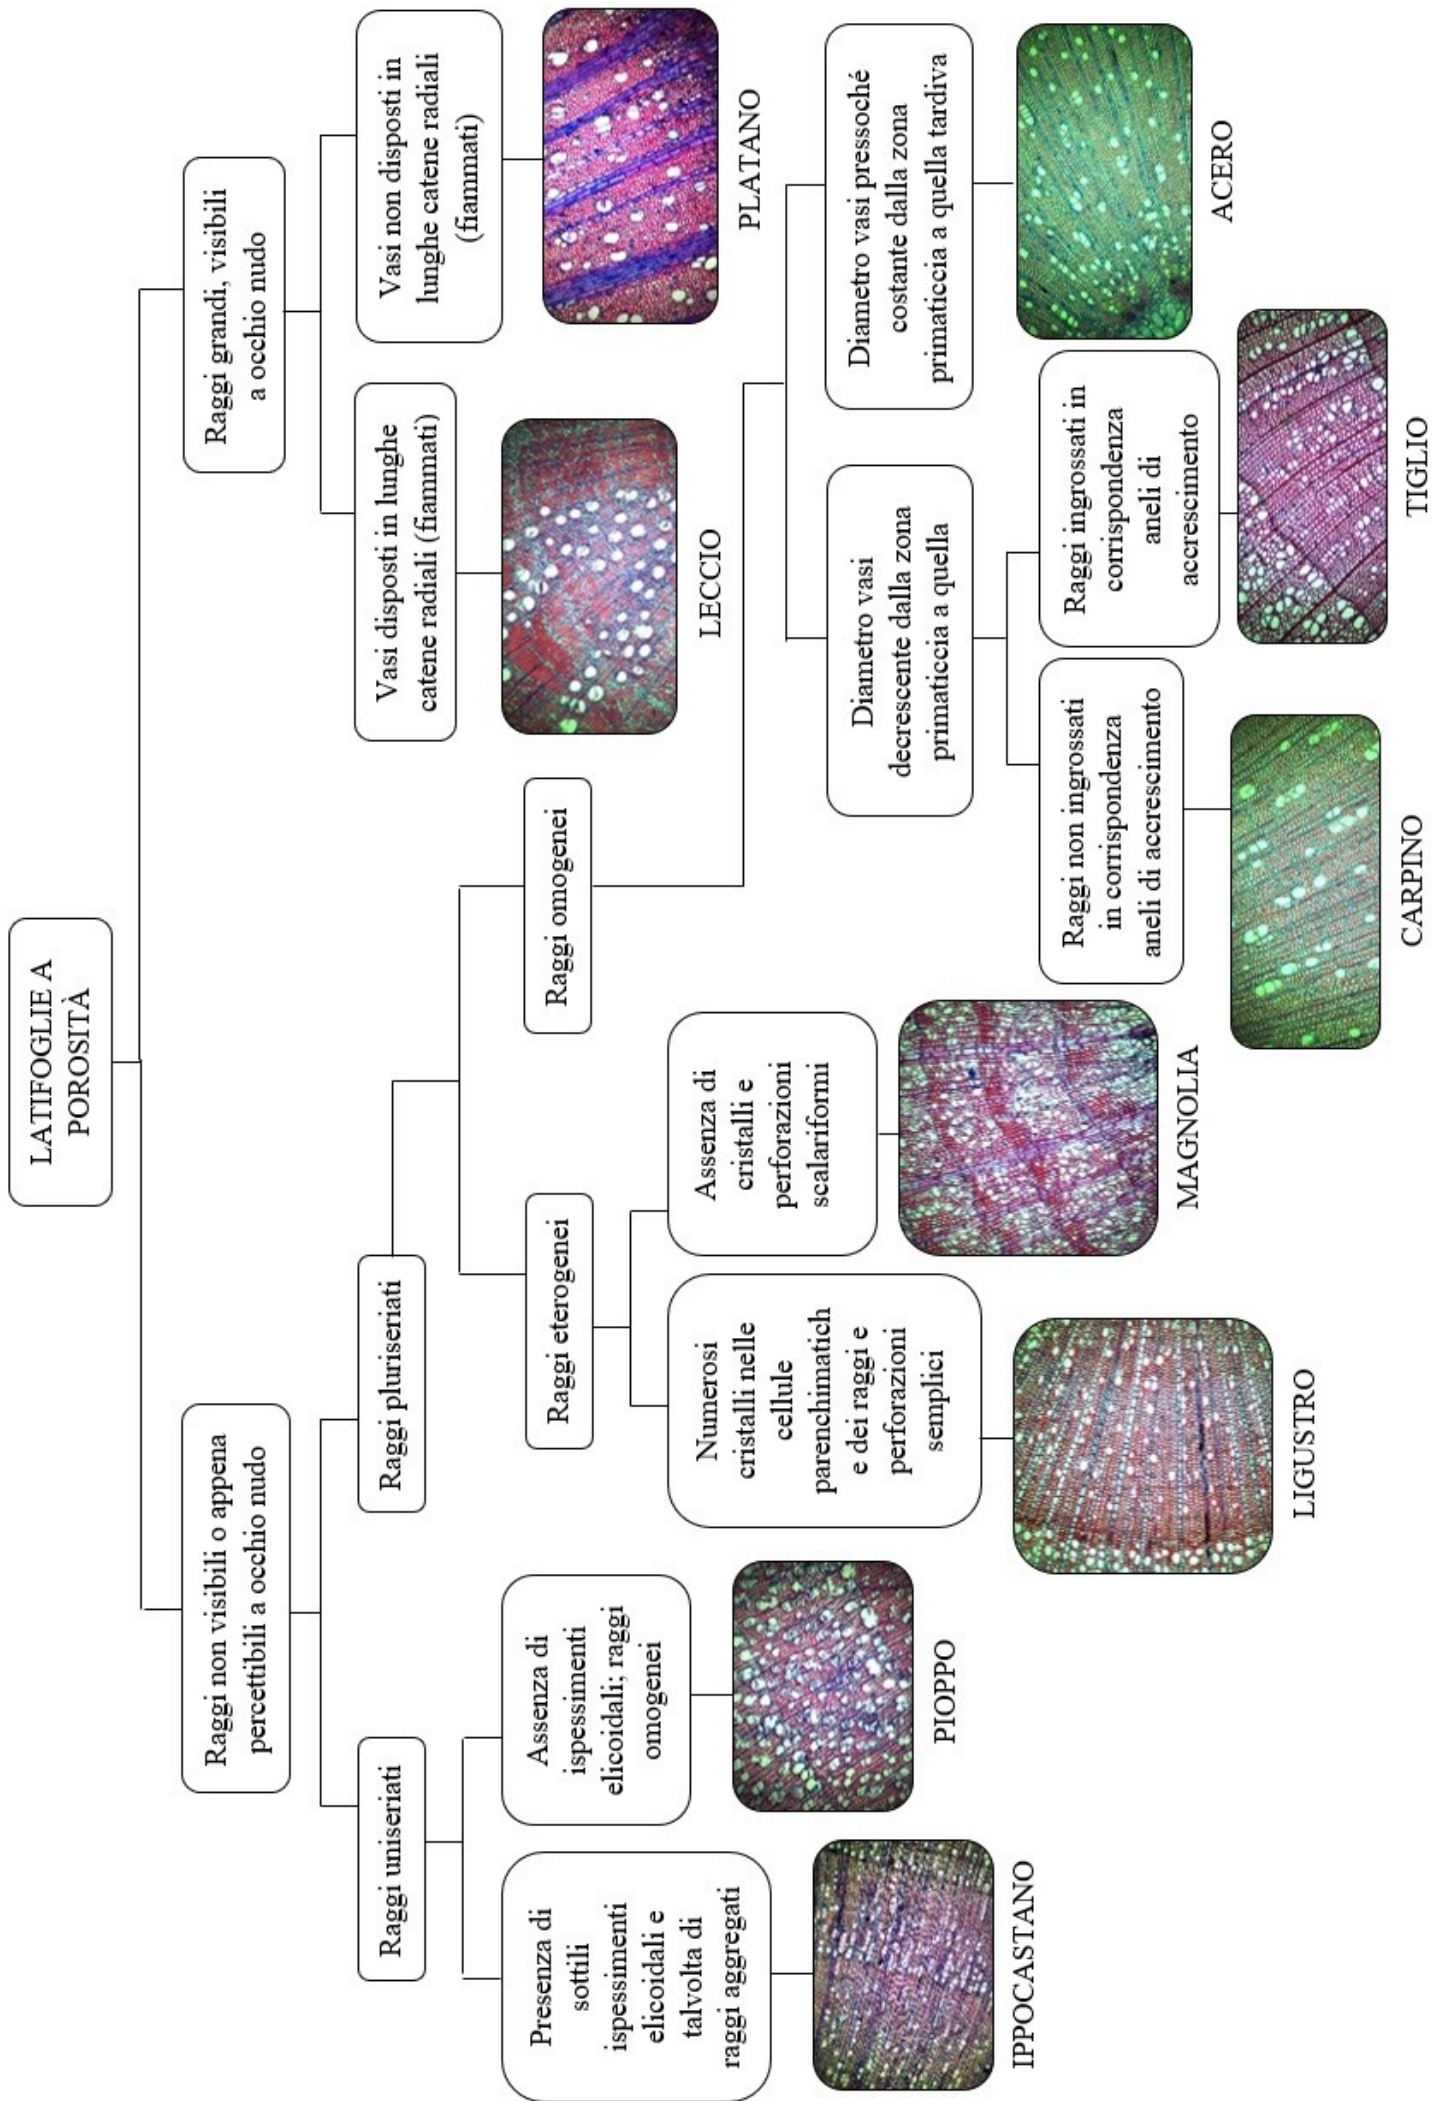 LATIFOGLIE A
POROSITÀ
Raggi non visibili o appena
percettibili a occhio nudo
Raggi grandi, visibili
a occhio nudo
Raggi uniseriati
Raggi pluriseriati
Vasi disposti in lunghe
catene radiali (fiammati)
Vasi non disposti in
lunghe catene radiali
(fiammati)
Presenza di
sottili
ispessimenti
elicoidali e
talvolta di
raggi aggregati
Assenza di
ispessimenti
elicoidali; raggi
omogenei
Raggi eterogenei
Raggi omogenei
LECCIO
PLATANO
Numerosi
cristalli nelle
cellule
parenchimatich
e dei raggi e
perforazioni
semplici
Assenza di
cristalli e
perforazioni
scalariformi
Diametro vasi
decrescente dalla zona
primaticcia a quella
Diametro vasi pressoché
costante dalla zona
primaticcia a quella tardiva
IPPOCASTANO
PIOPPO
LIGUSTRO
MAGNOLIA
Raggi non ingrossati
in corrispondenza
aneli di accrescimento
Raggi ingrossati in
corrispondenza
aneli di
accrescimento
ACERO
CARPINO
TIGLIO